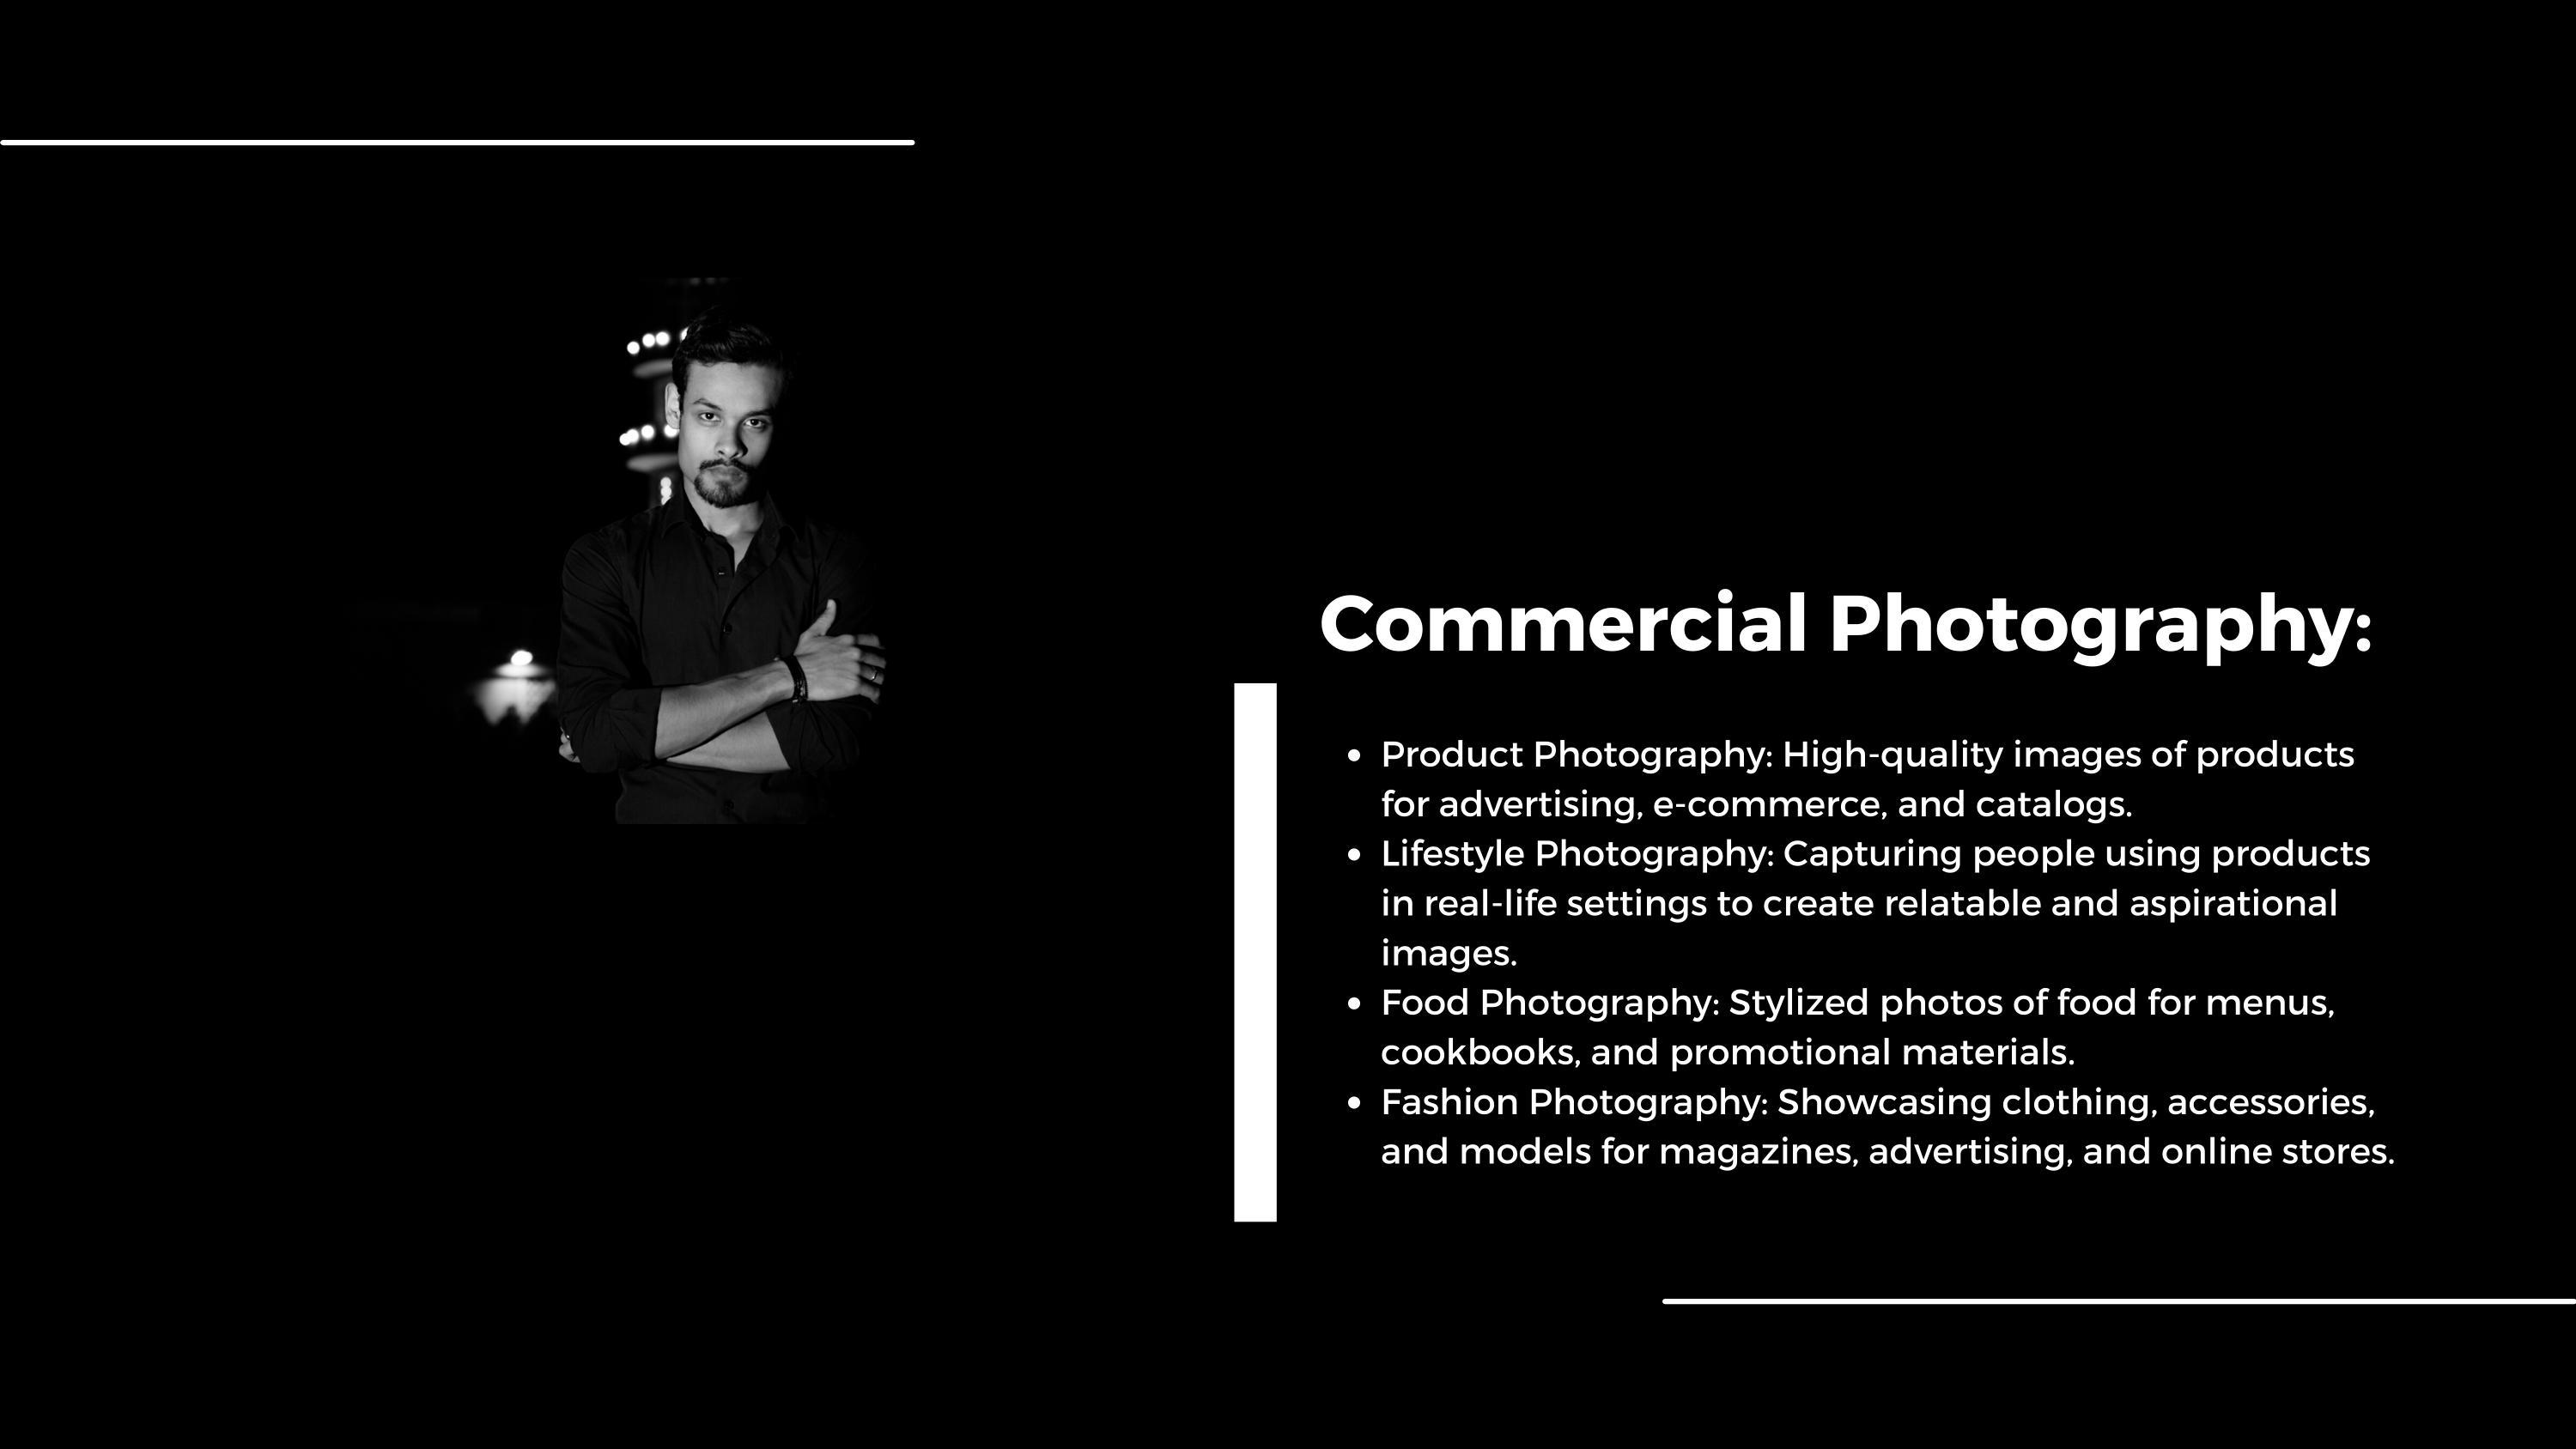 Commercial Photography:
• Product Photography: High-quality images of products
for advertising, e-commerce, and catalogs.
• Lifestyle Photography: Capturing people using products
in real-life settings to create relatable and aspirational
images.
• Food Photography: Stylized photos of food for menus,
cookbooks, and promotional materials.
• Fashion Photography: Showcasing clothing, accessories,
and models for magazines, advertising, and online stores.